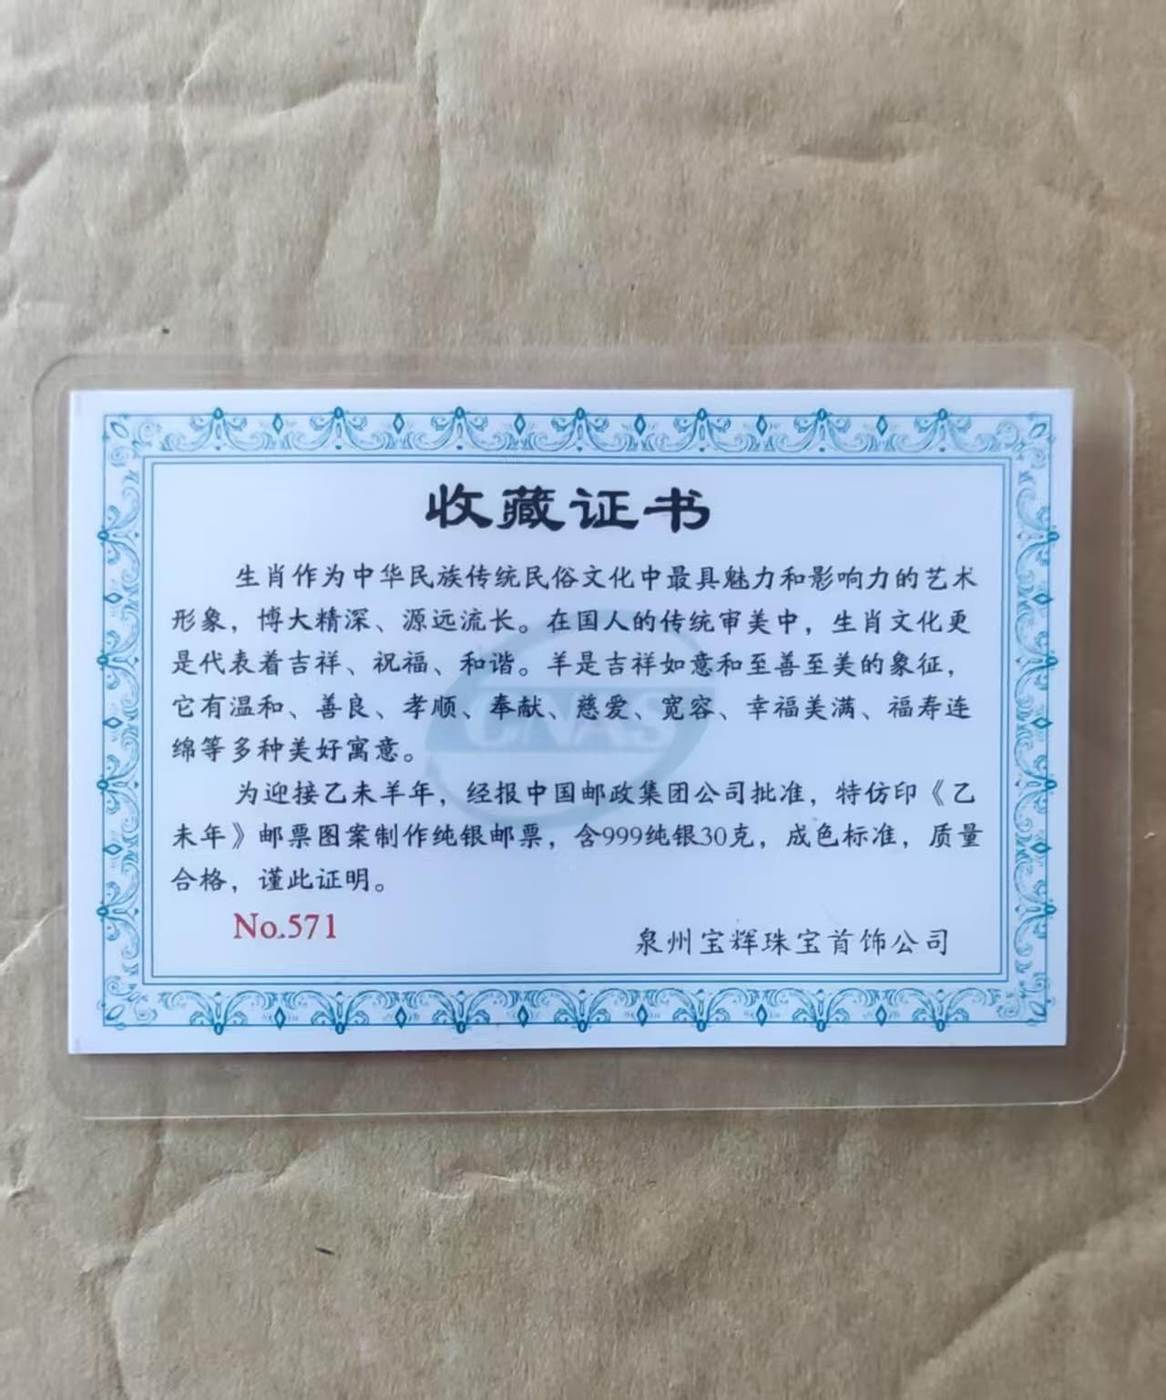 收藏证书
生肖作为中华民族传统民俗文化中最具魅力和影响力的艺术
形象，博大精深、源远流长。在国人的传统审美中，生肖文化更
是代表着吉祥、祝福、和谐。羊是吉祥如意和至善至美的象征，
它有温和、善良、孝顺、奉献、慈爱、宽容、幸福美满、福寿连
绵等多种美好寓意。
CNAS
为迎接乙未羊年，经报中国邮政集团公司批准，特仿印《乙
未年》邮票图案制作纯银邮票，含999纯银30克，成色标准，质量
合格，谨此证明。
No.571
泉州宝辉珠宝首饰公司